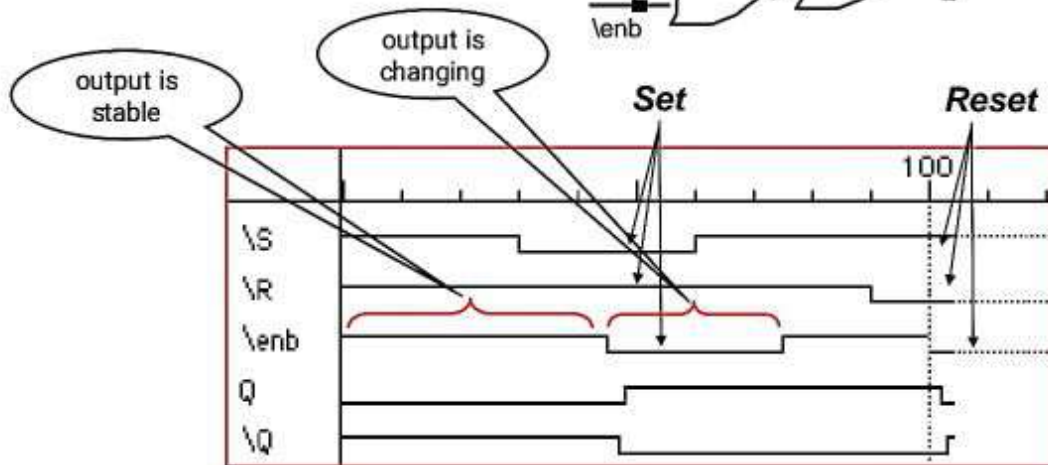 \enb
output is
changing
output is
stable
Set
Reset
100
\S
\R
\enb
Q
\Q